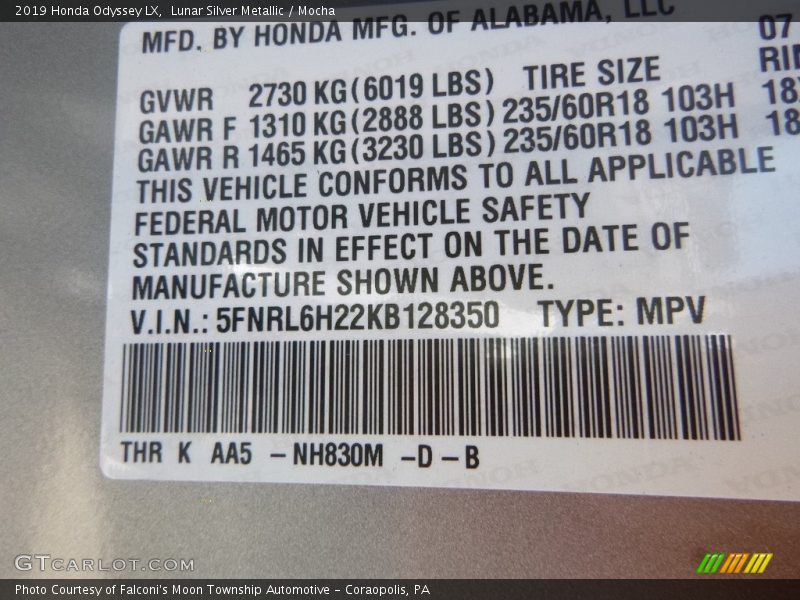 2019 Honda Odyssey LX,  Lunar Silver Metallic / Mocha
MFD. BY HONDA MFG. OF ALABAMA, LLC
07
GVWR 2730 KG (6019 LBS) TIRE SIZE
GAWR F 1310 KG (2888 LBS) 235/60R18 103H 18
GAWR R 1465 KG (3230 LBS) 235/60R18 103H 18
THIS VEHICLE CONFORMS TO ALL APPLICABLE
FEDERAL MOTOR VEHICLE SAFETY
STANDARDS IN EFFECT ON THE DATE OF
MANUFACTURE SHOWN ABOVE.
V.I.N.: 5FNRL6H22KB128350 TYPE: MPV
THR K AA5 – NH830M –D – B
GTCARLOT.COM
Photo Courtesy of Falconi's Moon Township Automotive – Coraopolis, PA